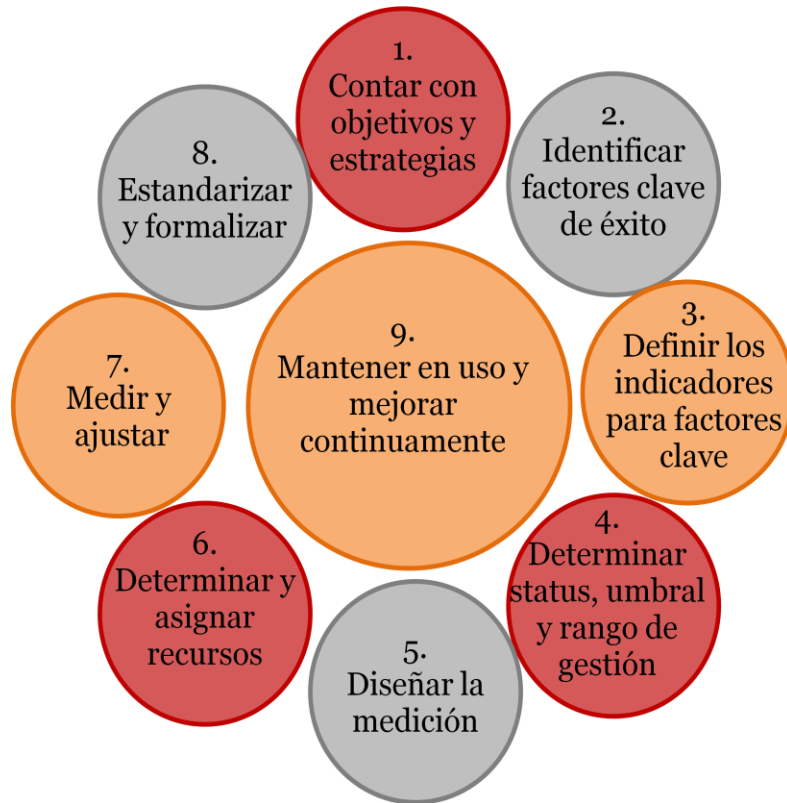 1.
Contar con
objetivos y
estrategias
2.
Identificar
factores clave
de éxito
3.
Definir los
indicadores
para factores
clave
4.
Determinar
status, umbral
y rango de
gestión
5.
Diseñar la
medición
6.
Determinar y
asignar
recursos
7.
Medir y
ajustar
8.
Estandarizar
y formalizar
9.
Mantener en uso y
mejorar
continuamente